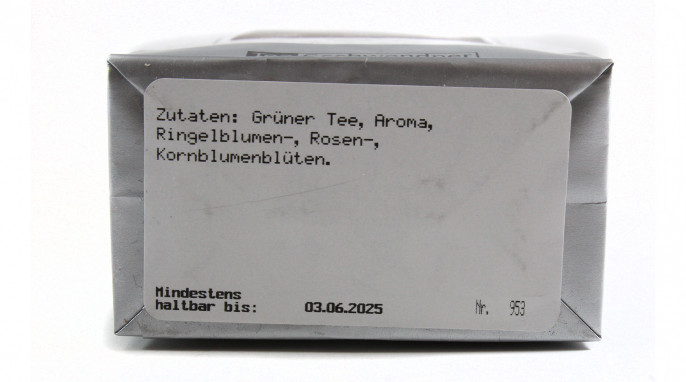 Zutaten: Grüner Tee, Aroma,
Ringelblumen-, Rosen-,
Kornblumenblüten.
Mindestens
haltbar bis: 03.06.2025 Nr. 953